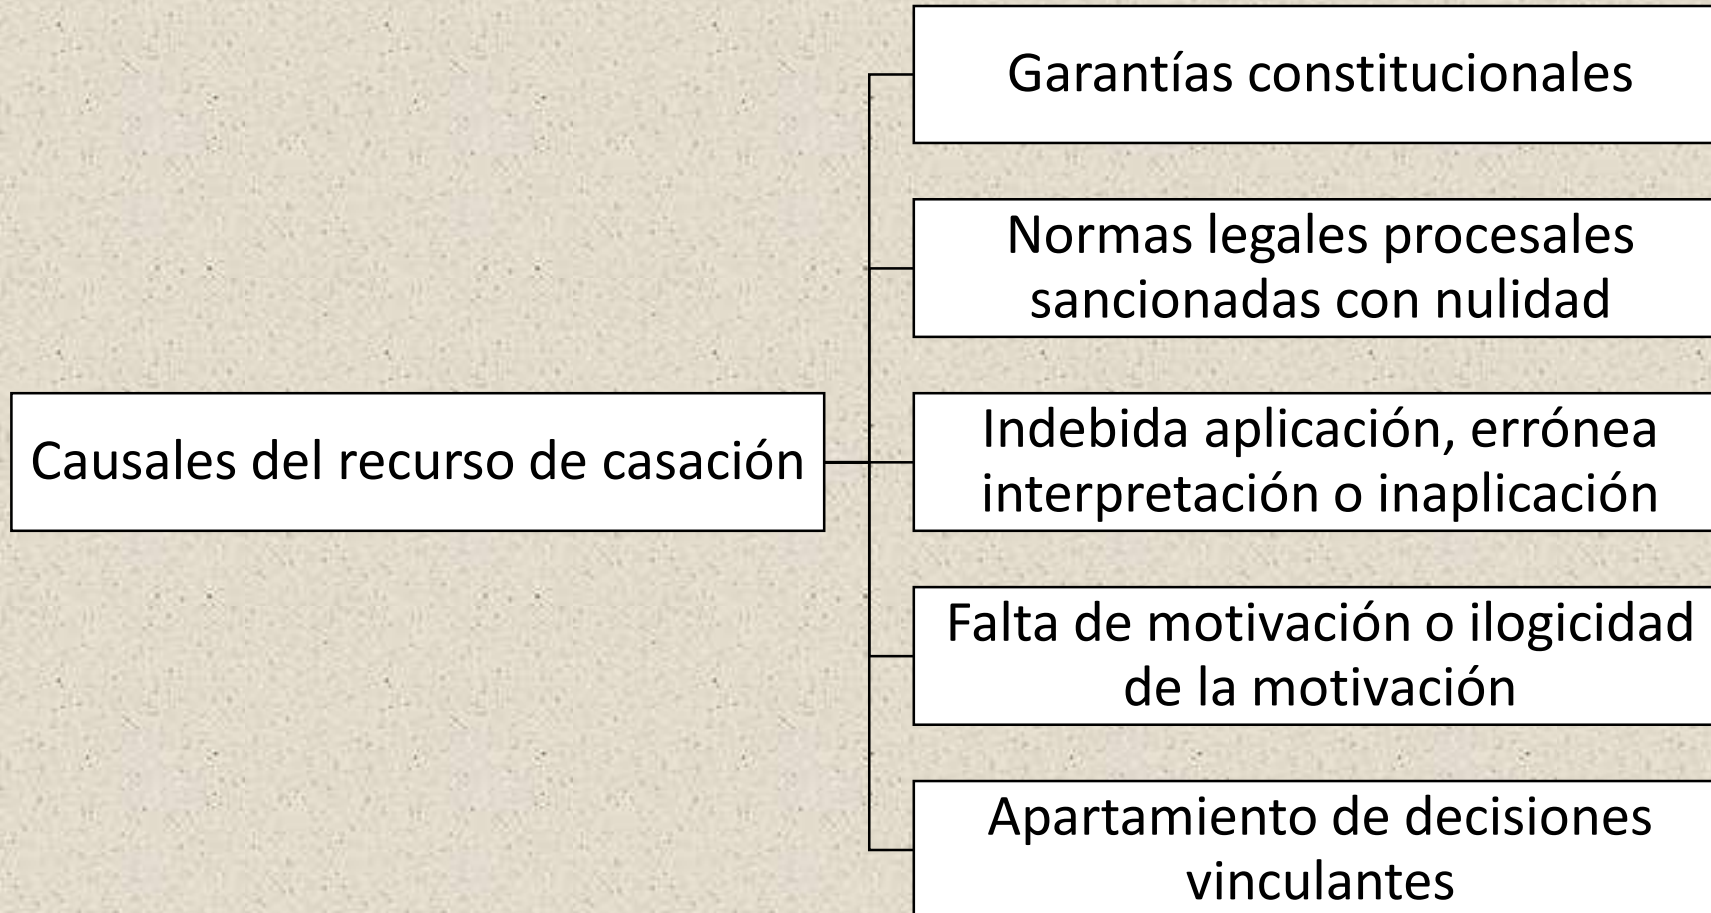 Causales del recurso de casación
Garantías constitucionales
Normas legales procesales
sancionadas con nulidad
Indebida aplicación, errónea
interpretación o inaplicación
Falta de motivación o ilogicidad
de la motivación
Apartamiento de decisiones
vinculantes